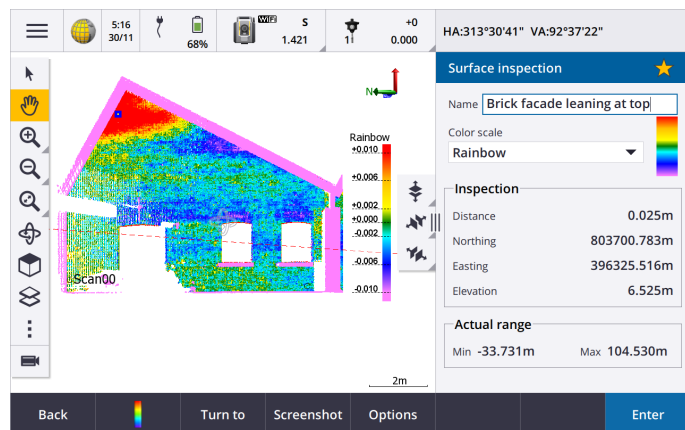 5:16
30/11
68%
WiFi
S
1.421
1
+0
0.000
HA:313°30'41" VA:92°37'22"
Surface inspection
Name Brick facade leaning at top
Color scale
Rainbow
Inspection
Distance 0.025m
Northing 803700.783m
Easting 396325.516m
Elevation 6.525m
Actual range
Min -33.731m Max 104.530m
N
Rainbow
+0.010
+0.006
+0.002
+0.000
-0.002
-0.006
-0.010
Scan00
2m
Back
Turn to
Screenshot
Options
Enter